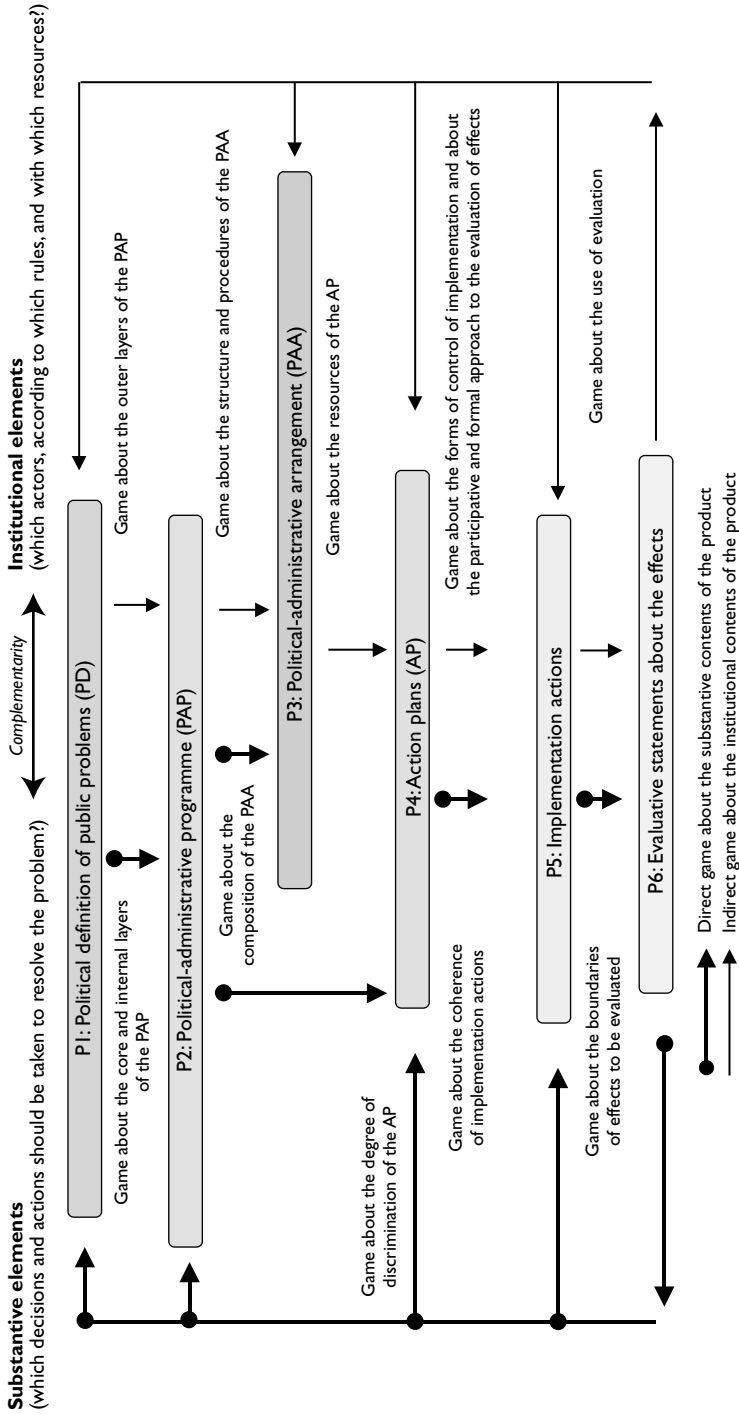 Substantive elements
(which decisions and actions should be taken to resolve the problem?)
Complementarity
Institutional elements
(which actors, according to which rules, and with which resources?)
P1: Political definition of public problems (PD)
Game about the core and internal layers
of the PAP
Game about the outer layers of the PAP
P2: Political-administrative programme (PAP)
Game about the
composition of the PAA
Game about the structure and procedures of the PAA
P3: Political-administrative arrangement (PAA)
Game about the degree of
discrimination of the AP
Game about the resources of the AP
P4: Action plans (AP)
Game about the coherence
of implementation actions
Game about the forms of control of implementation and about
the participative and formal approach to the evaluation of effects
P5: Implementation actions
Game about the boundaries
of effects to be evaluated
Game about the use of evaluation
P6: Evaluative statements about the effects
Direct game about the substantive contents of the product
Indirect game about the institutional contents of the product